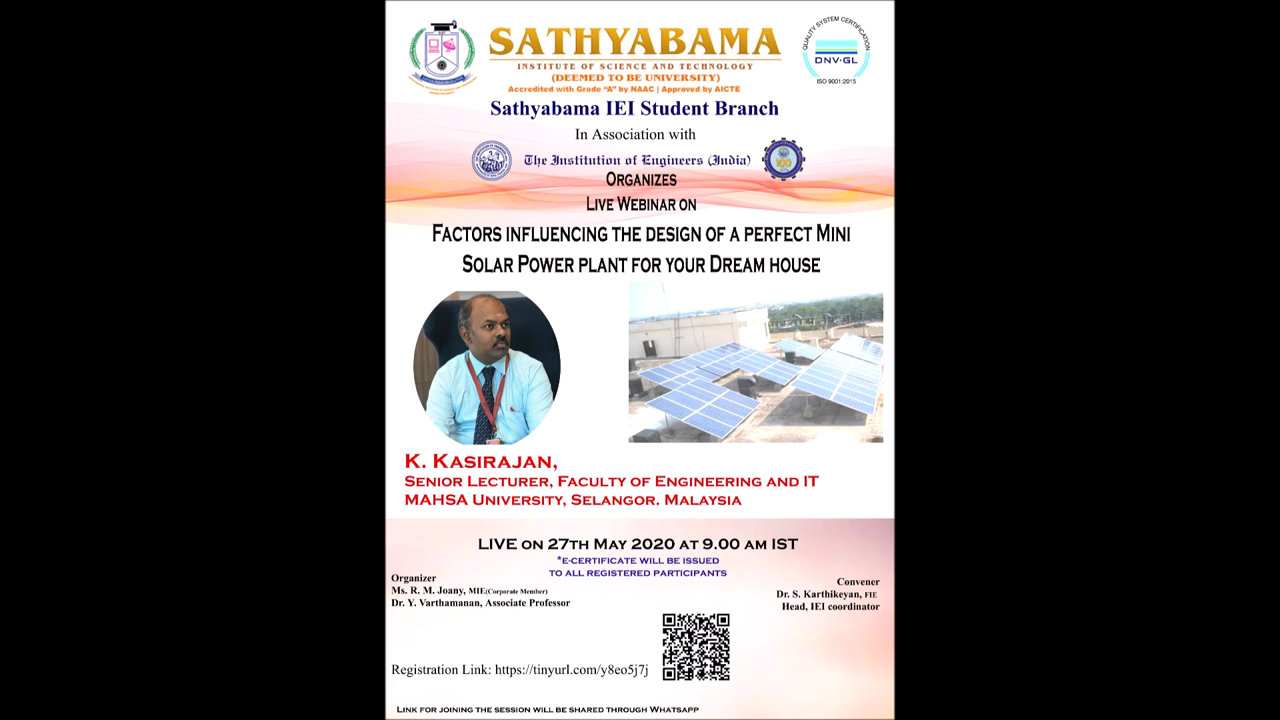 SATHYABAMA
INSTITUTE OF SCIENCE AND TECHNOLOGY
(DEEMED TO BE UNIVERSITY)
Accredited with Grade “A” by NAAC | Approved by AICTE
QUALITY SYSTEM CERTIFICATION
DNV·GL
ISO 9001:2015
Sathyabama IEI Student Branch
In Association with
The Institution of Engineers (India)
100
ORGANIZES
LIVE WEBINAR ON
FACTORS INFLUENCING THE DESIGN OF A PERFECT MINI
SOLAR POWER PLANT FOR YOUR DREAM HOUSE
K. KASIRAJAN,
SENIOR LECTURER, FACULTY OF ENGINEERING AND IT
MAHSA UNIVERSITY, SELANGOR. MALAYSIA
LIVE ON 27TH MAY 2020 AT 9.00 AM IST
*E-CERTIFICATE WILL BE ISSUED
TO ALL REGISTERED PARTICIPANTS
Organizer
Ms. R. M. Joany, MIE(Corporate Member)
Dr. Y. Varthamanan, Associate Professor
Convener
Dr. S. Karthikeyan, FIE
Head, IEI coordinator
Registration Link: https://tinyurl.com/y8eo5j7j
LINK FOR JOINING THE SESSION WILL BE SHARED THROUGH WHATSAPP